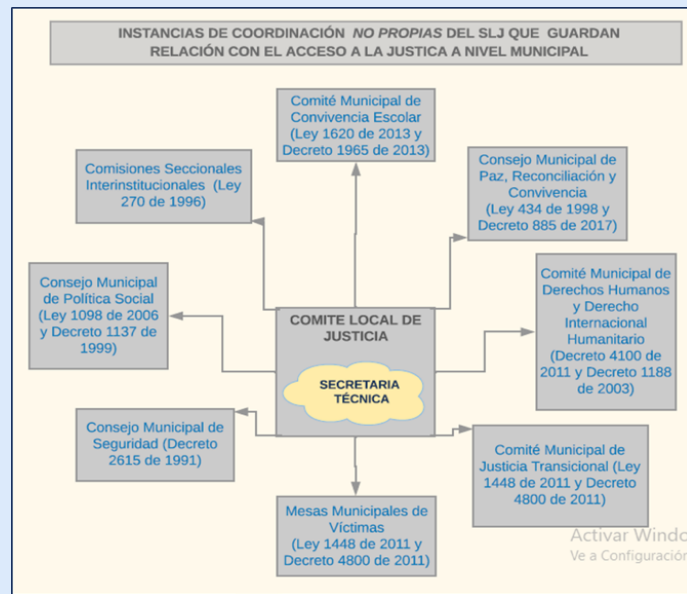 INSTANCIAS DE COORDINACIÓN NO PROPIAS DEL SLJ QUE GUARDAN
RELACIÓN CON EL ACCESO A LA JUSTICIA A NIVEL MUNICIPAL
Comité Municipal de
Convivencia Escolar
(Ley 1620 de 2013 y
Decreto 1965 de 2013)
Comisiones Seccionales
Interinstitucionales (Ley
270 de 1996)
Consejo Municipal de
Paz, Reconciliación y
Convivencia
(Ley 434 de 1998 y
Decreto 885 de 2017)
Consejo Municipal
de Política Social
(Ley 1098 de 2006
y Decreto 1137 de
1999)
COMITE LOCAL DE
JUSTICIA
SECRETARIA
TÉCNICA
Comité Municipal de
Derechos Humanos
y Derecho
Internacional
Humanitario
(Decreto 4100 de
2011 y Decreto 1188
de 2003)
Consejo Municipal de
Seguridad (Decreto
2615 de 1991)
Comité Municipal de
Justicia Transicional (Ley
1448 de 2011 y Decreto
4800 de 2011)
Mesas Municipales de
Víctimas
(Ley 1448 de 2011 y
Decreto 4800 de 2011)
Activar Windo
Ve a Configuración